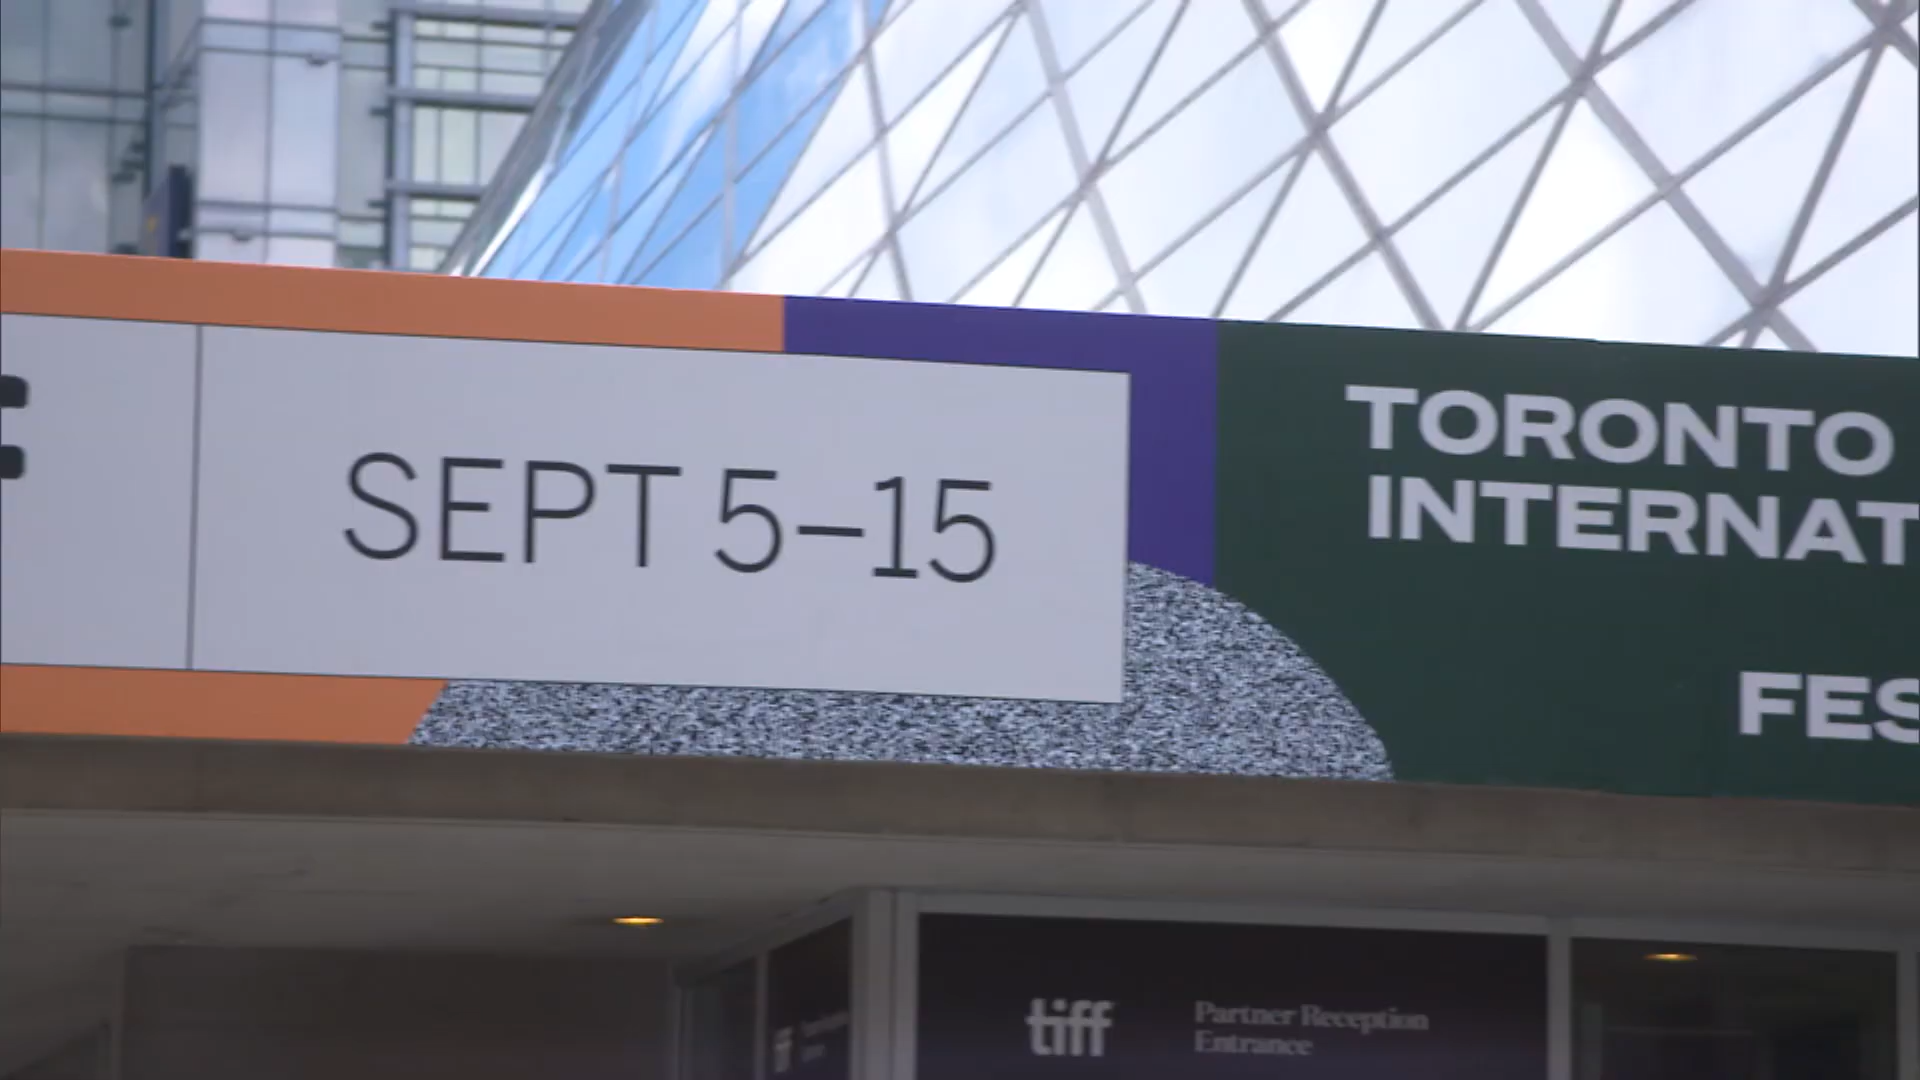 SEPT 5–15
TORONTO
INTERNAT
FES
tiff
Partner Reception
Entrance